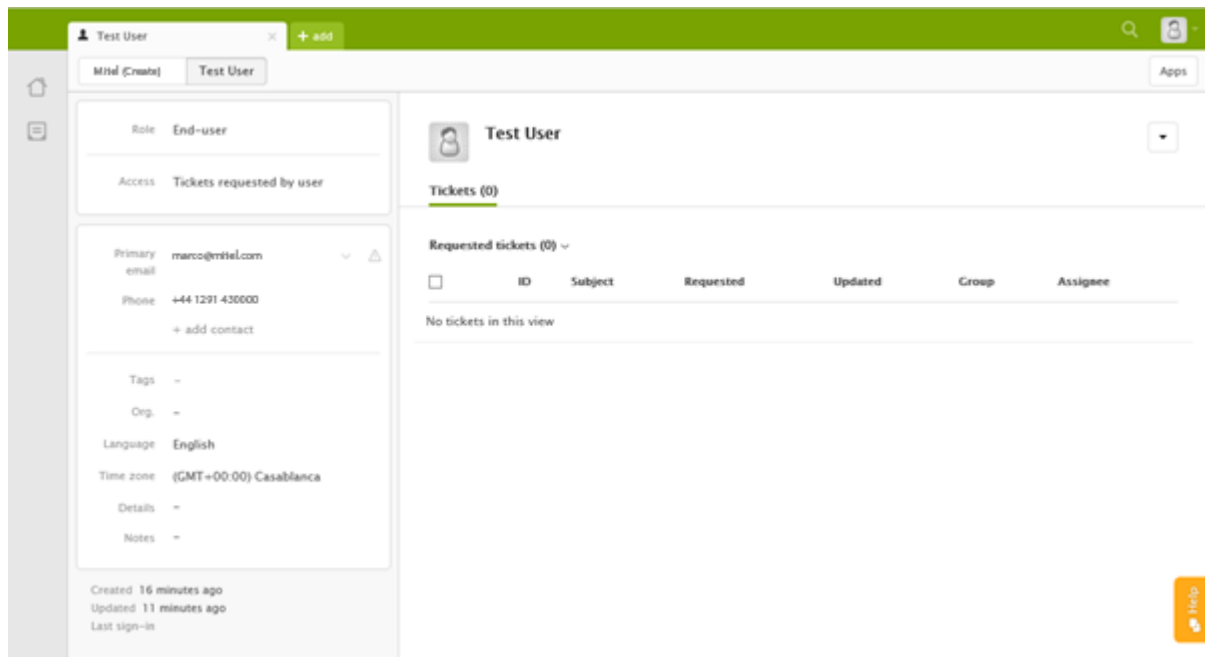 Test User × + add
Mitel (Create) Test User Apps
Role End-user
Access Tickets requested by user
Primary email marco@mitel.com
Phone +44 1291 430000
+ add contact
Tags -
Org. -
Language English
Time zone (GMT+00:00) Casablanca
Details -
Notes -
Created 16 minutes ago
Updated 11 minutes ago
Last sign-in
Test User
Tickets (0)
Requested tickets (0)
ID Subject Requested Updated Group Assignee
No tickets in this view
Help